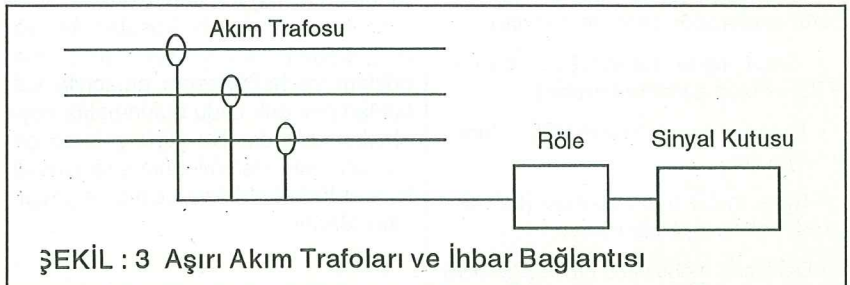 Akım Trafosu
Röle
Sinyal Kutusu
ŞEKİL : 3 Aşırı Akım Trafoları ve İhbar Bağlantısı